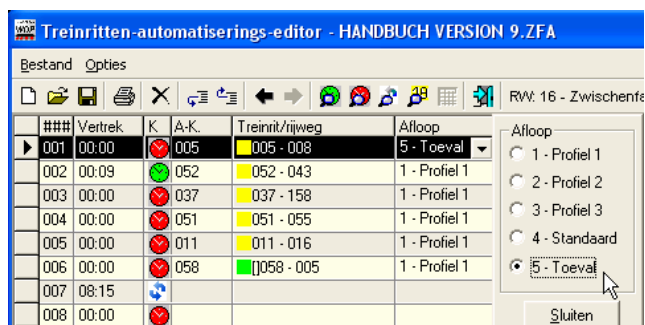 WDP Treinritten-automatiserings-editor - HANDBUCH VERSION 9.ZFA
Bestand Opties
RW: 16 - Zwischenfa
### Vertrek K A-K. Treinrit/rijweg Afloop
001 00:00 005 005 - 008 5 - Toeval
002 00:09 052 052 - 043 1 - Profiel 1
003 00:00 037 037 - 158 1 - Profiel 1
004 00:00 051 051 - 055 1 - Profiel 1
005 00:00 011 011 - 016 1 - Profiel 1
006 00:00 058 []058 - 005 1 - Profiel 1
007 08:15
008 00:00
Afloop
1 - Profiel 1
2 - Profiel 2
3 - Profiel 3
4 - Standaard
5 - Toeval
Sluiten